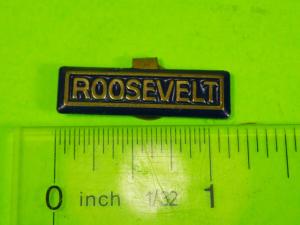 ROOSEVELT
0 inch 1/32 1